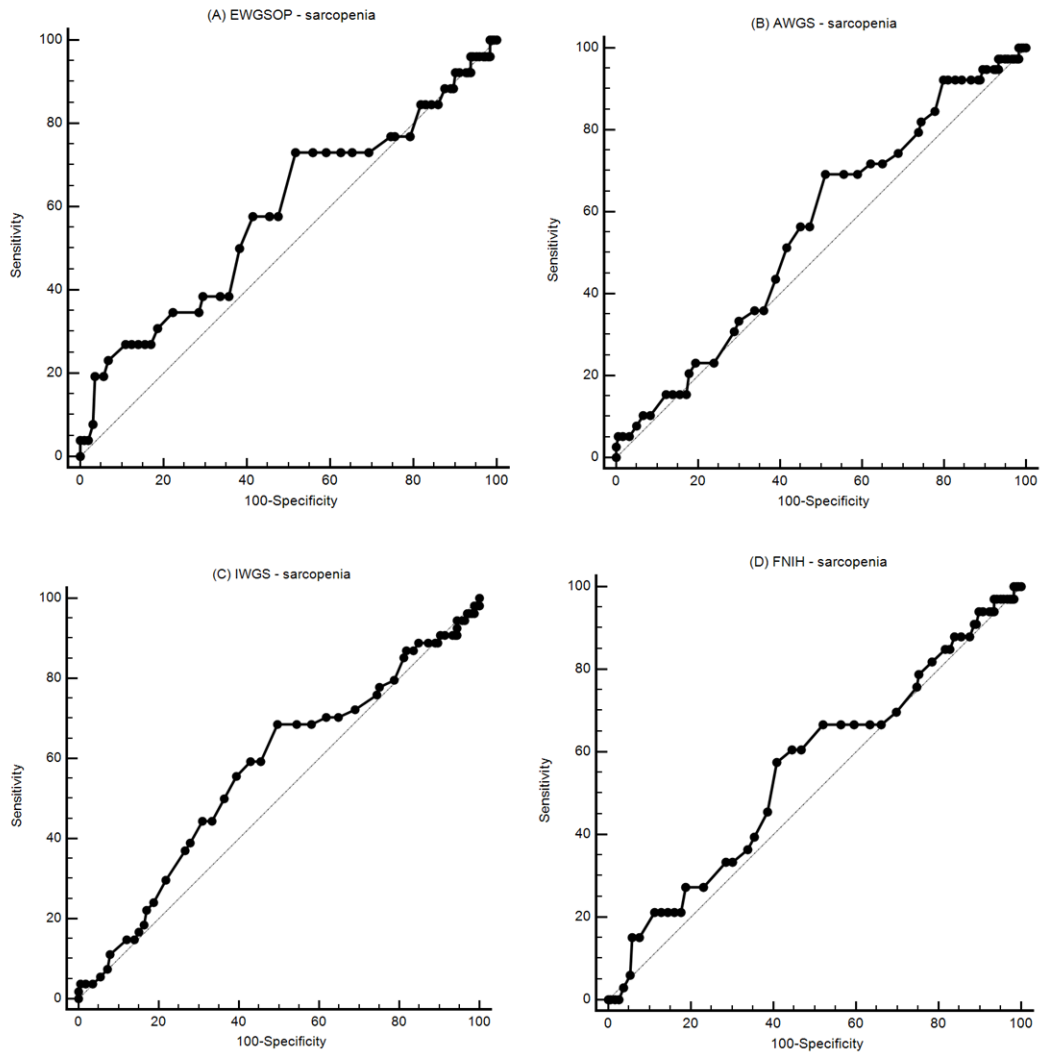 (A) EWGSOP - sarcopenia
100
80
60
40
20
0
Sensitivity
0 20 40 60 80 100
100-Specificity
(B) AWGS - sarcopenia
100
80
60
40
20
0
Sensitivity
0 20 40 60 80 100
100-Specificity
(C) IWGS - sarcopenia
100
80
60
40
20
0
Sensitivity
0 20 40 60 80 100
100-Specificity
(D) FNIH - sarcopenia
100
80
60
40
20
0
Sensitivity
0 20 40 60 80 100
100-Specificity